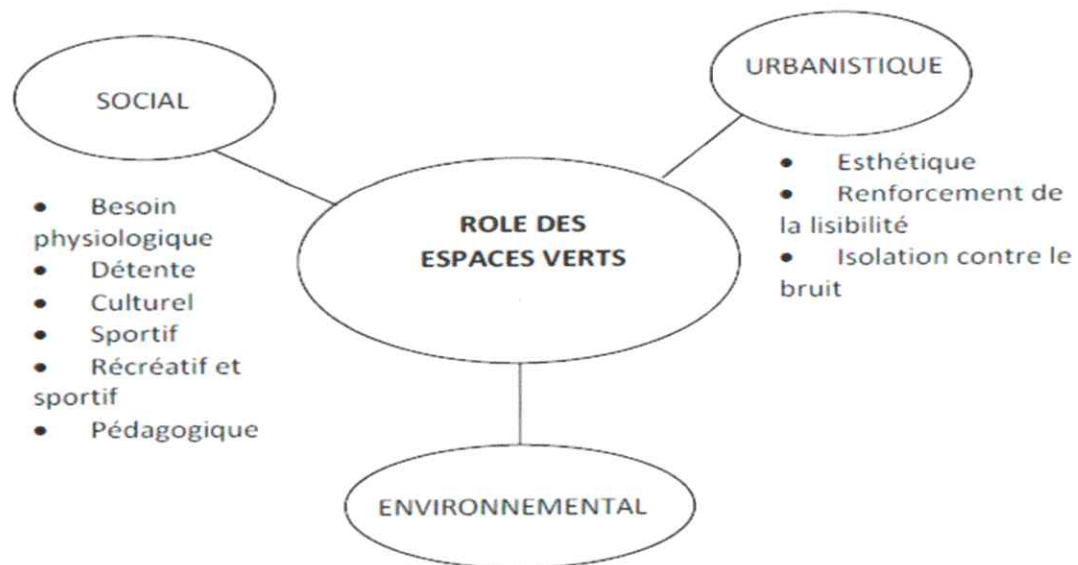 SOCIAL
• Besoin
physiologique
• Détente
• Culturel
• Sportif
• Récréatif et
sportif
• Pédagogique
URBANISTIQUE
• Esthétique
• Renforcement de
la lisibilité
• Isolation contre le
bruit
ROLE DES
ESPACES VERTS
ENVIRONNEMENTAL